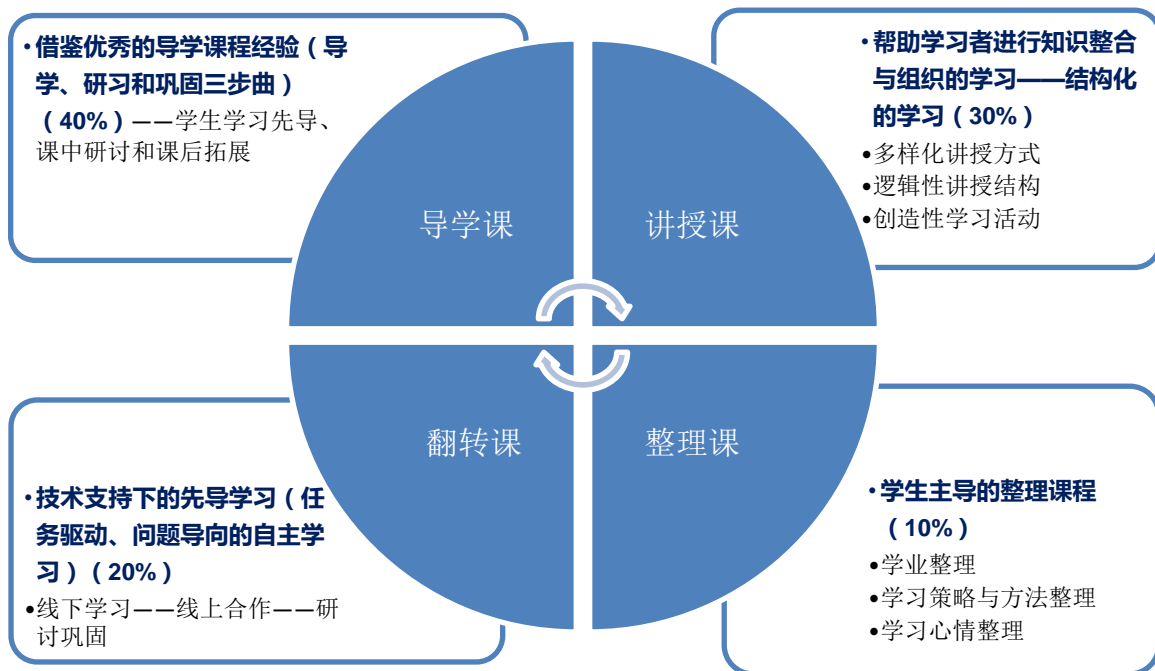 ·借鉴优秀的导学课程经验（导
学、研习和巩固三步曲）
（40%）——学生学习先导、
课中研讨和课后拓展
·帮助学习者进行知识整合
与组织的学习——结构化
的学习（30%）
•多样化讲授方式
•逻辑性讲授结构
•创造性学习活动
导学课
讲授课
翻转课
整理课
·技术支持下的先导学习（任
务驱动、问题导向的自主学
习）（20%）
•线下学习——线上合作——研
讨巩固
·学生主导的整理课程
（10%）
•学业整理
•学习策略与方法整理
•学习心情整理